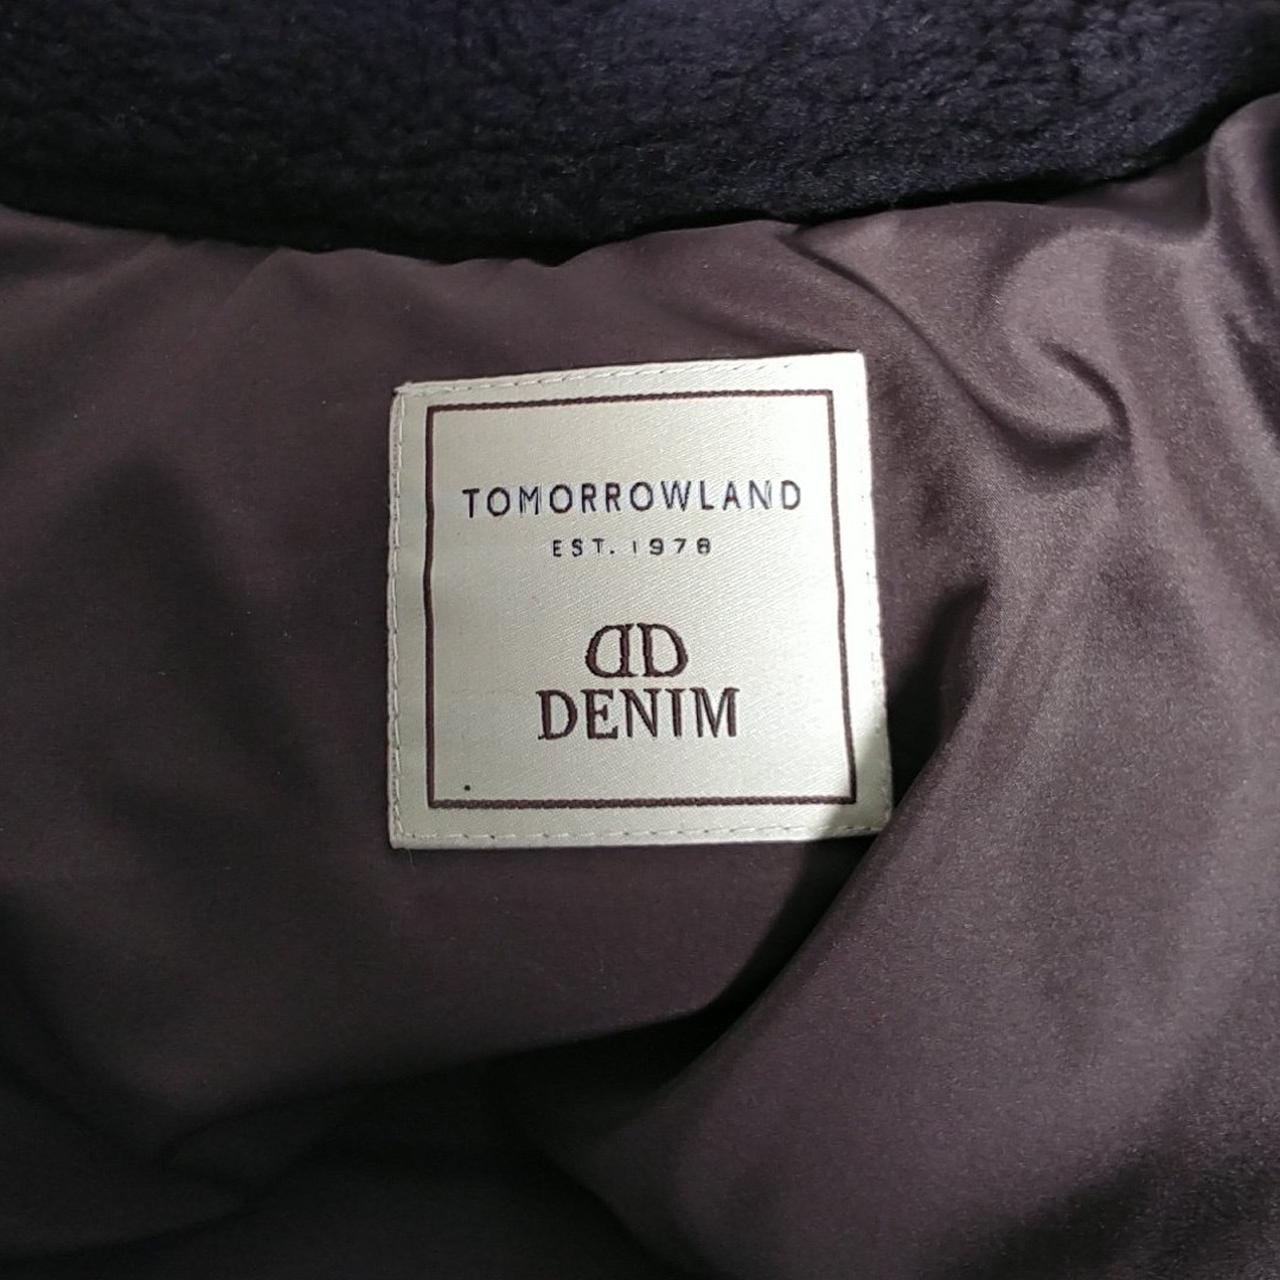 TOMORROWLAND
EST. 1978
DD
DENIM